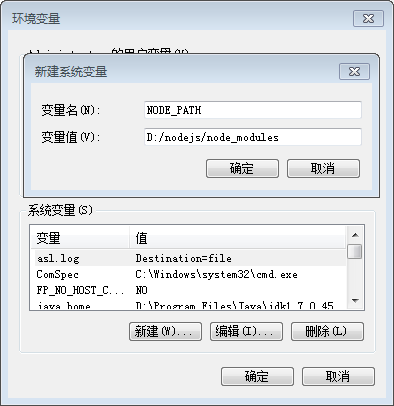 环境变量
的用户变量(U)
新建系统变量
变量名(N):
NODE_PATH
变量值(V):
D:/nodejs/node_modules
确定
取消
系统变量(S)
变量 值
asl.log Destination=file
ComSpec C:\Windows\system32\cmd.exe
FP_NO_HOST_C... NO
java_home D:\Program Files\Java\jdk1.7.0_45
新建(W)...
编辑(I)...
删除(L)
确定
取消